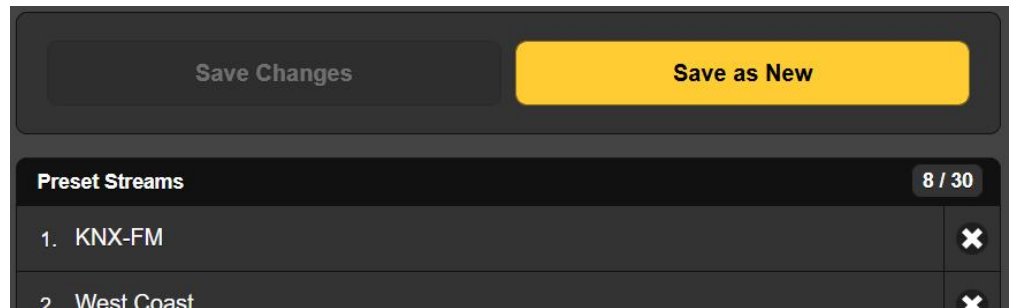 Save Changes
Save as New
Preset Streams
8 / 30
1. KNX-FM
2. West Coast